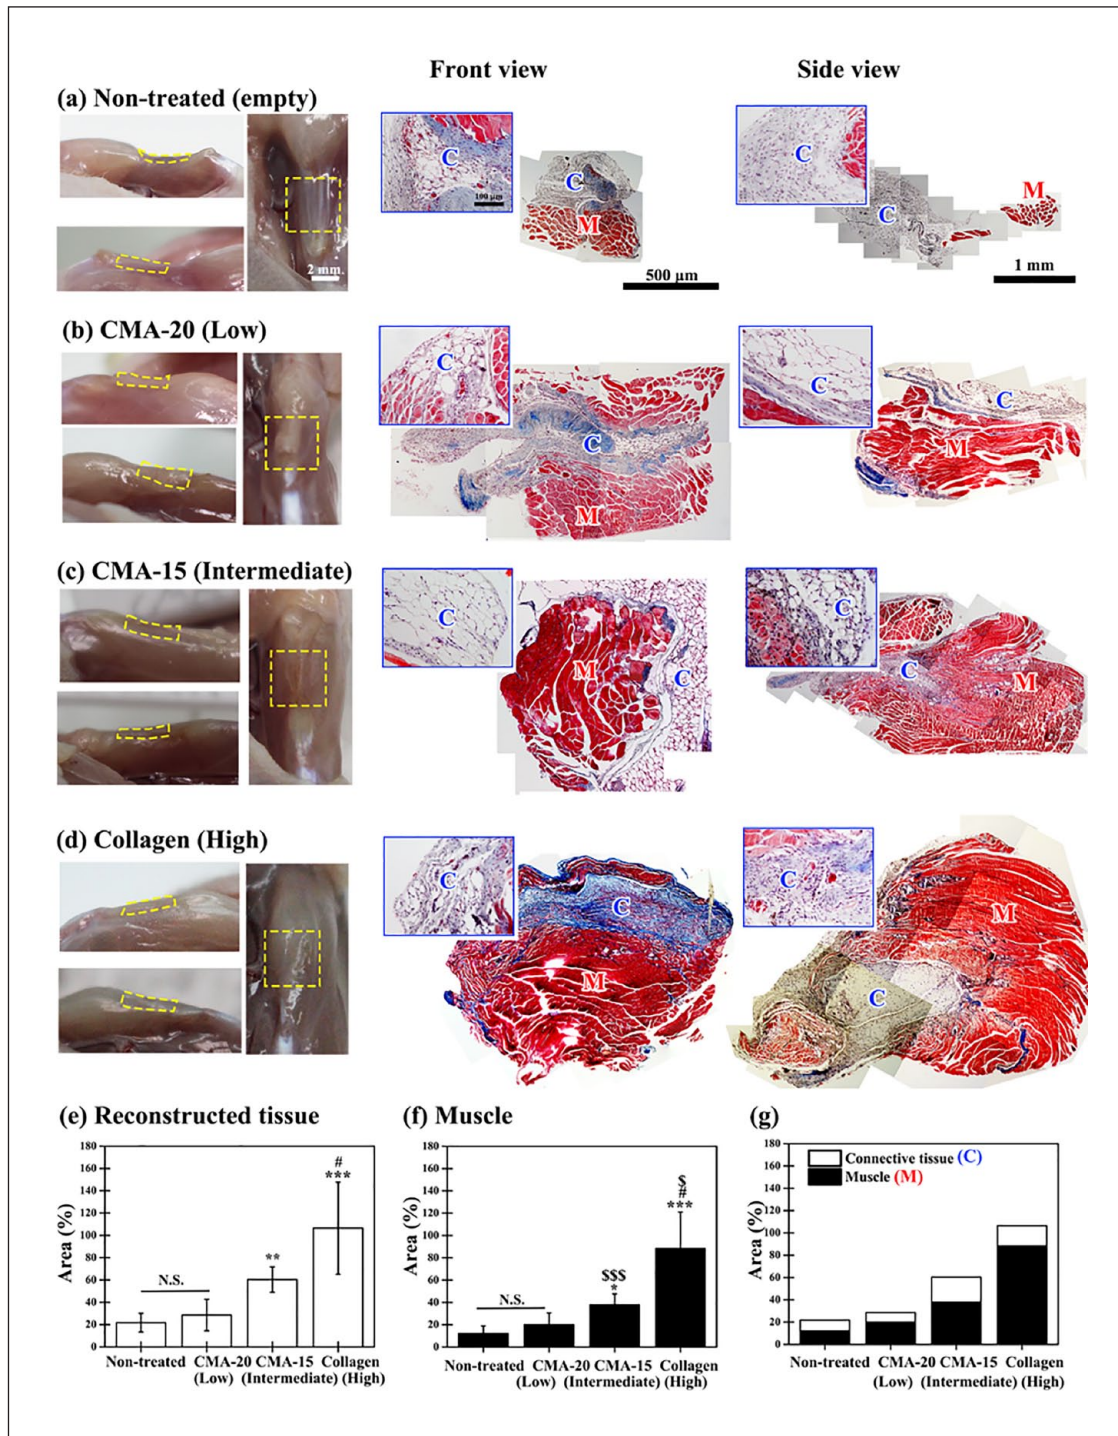 Front view
Side view
(a) Non-treated (empty)
C
100 µm
C
M
500 µm
C
C
M
1 mm
2 mm
(b) CMA-20 (Low)
C
C
M
C
C
M
(c) CMA-15 (Intermediate)
C
M
C
C
C
M
(d) Collagen (High)
C
C
M
C
M
C
(e) Reconstructed tissue
Area (%)
180
160
140
120
100
80
60
40
20
0
N.S.
**
#
***
Non-treated
CMA-20
(Low)
CMA-15
(Intermediate)
Collagen
(High)
(f) Muscle
Area (%)
180
160
140
120
100
80
60
40
20
0
N.S.
$$$
*
$
#
***
Non-treated
CMA-20
(Low)
CMA-15
(Intermediate)
Collagen
(High)
(g)
Area (%)
180
160
140
120
100
80
60
40
20
0
Connective tissue (C)
Muscle (M)
Non-treated
CMA-20
(Low)
CMA-15
(Intermediate)
Collagen
(High)